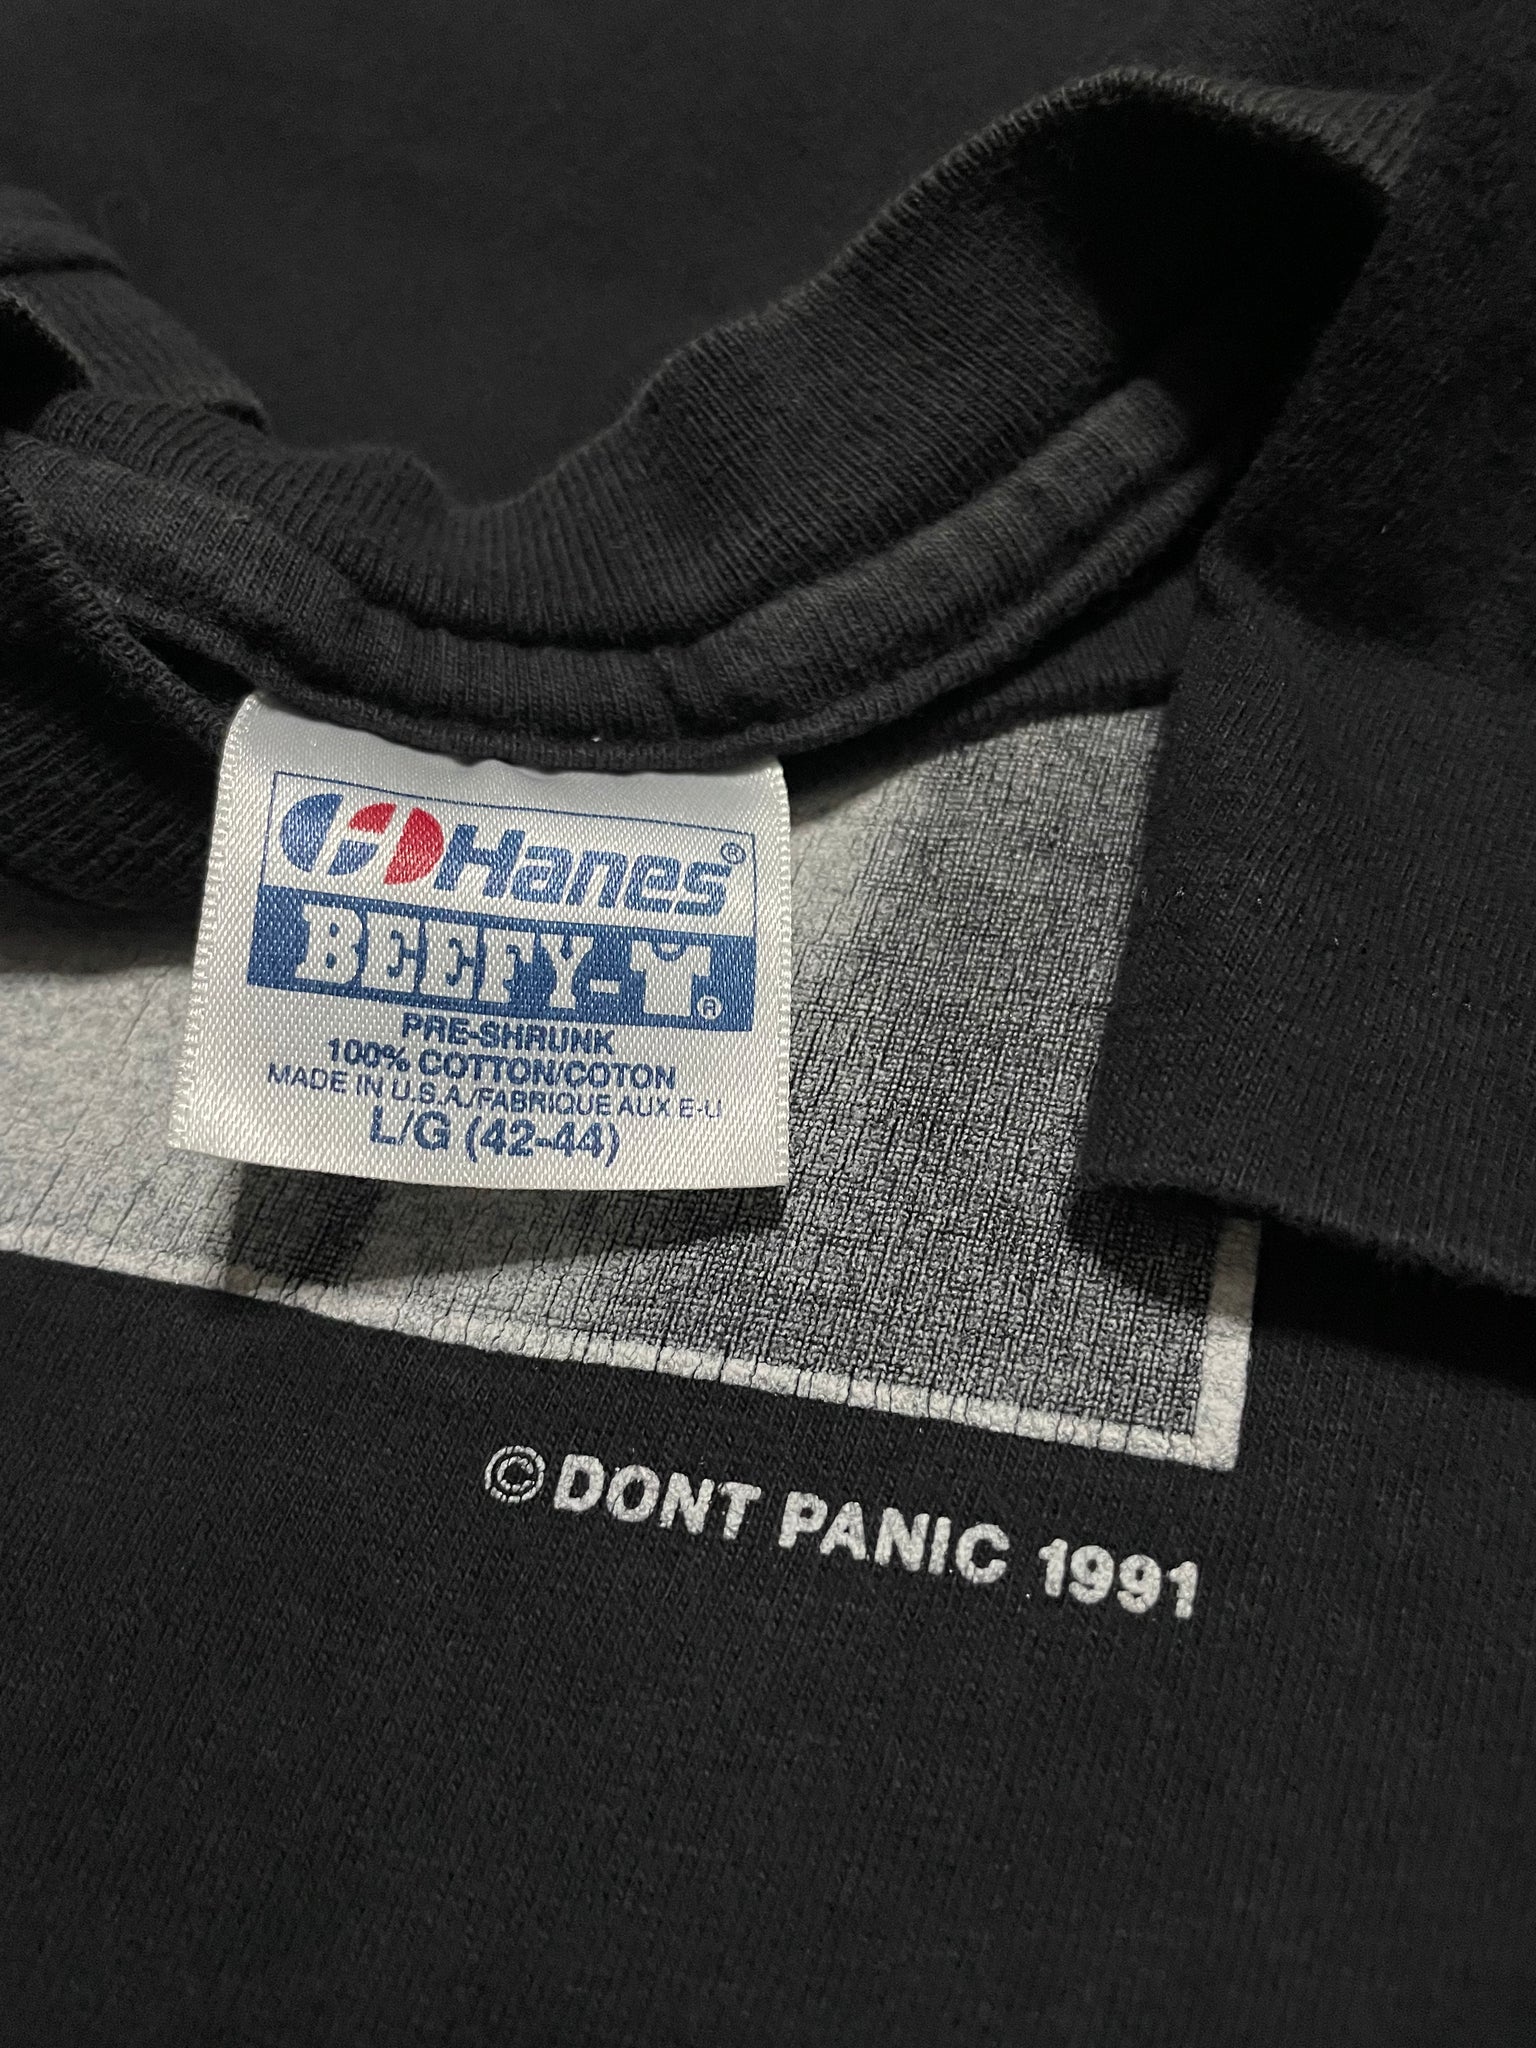 Hanes®
BEEFY-T®
PRE-SHRUNK
100% COTTON/COTON
MADE IN U.S.A./FABRIQUE AUX E-U
L/G (42-44)
© DONT PANIC 1991